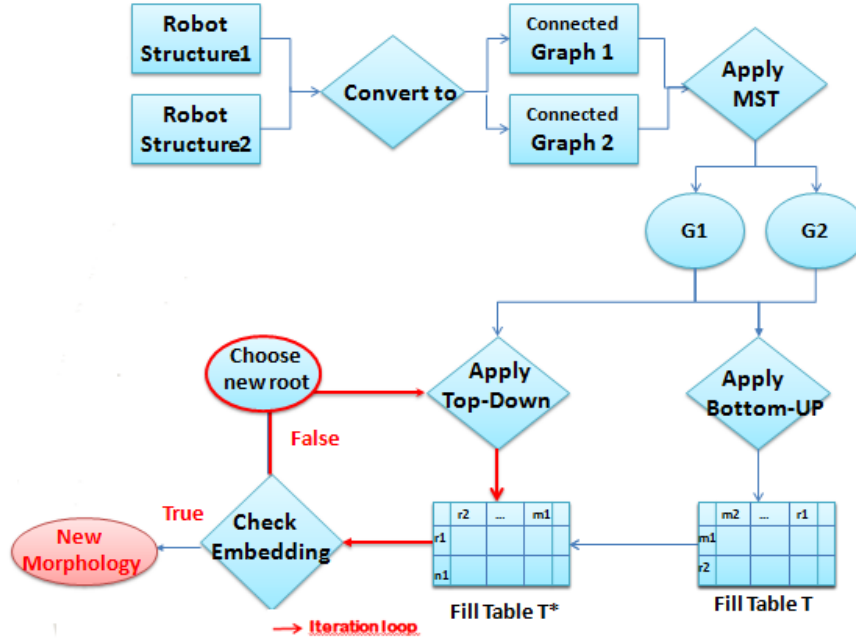 Robot
Structure1
Robot
Structure2
Convert to
Connected
Graph 1
Connected
Graph 2
Apply
MST
G1
G2
Choose
new root
Apply
Top-Down
Apply
Bottom-UP
False
True
New
Morphology
Check
Embedding
r2 ... m1
r1
n1
Fill Table T*
m2 ... r1
m1
r2
Fill Table T
Iteration loop